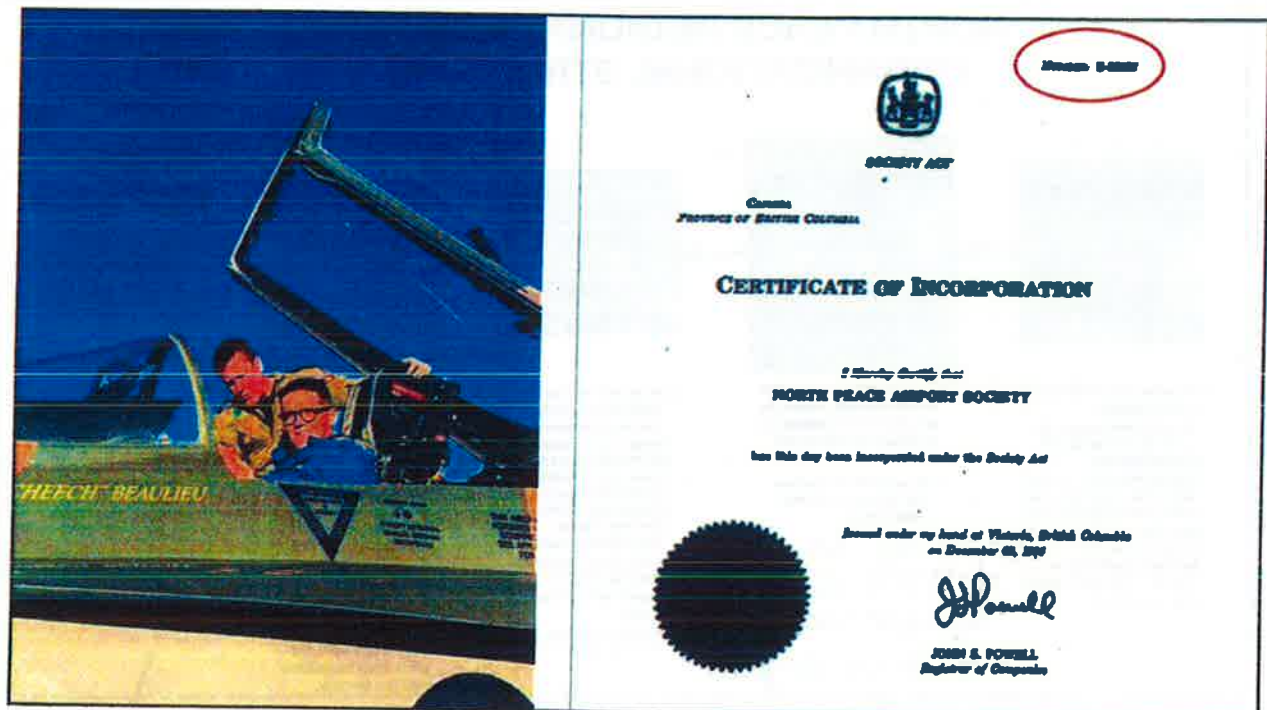 "HEECH" BEAULIEU
SOCIETY ACT
CANADA
PROVINCE OF BRITISH COLUMBIA
CERTIFICATE OF INCORPORATION
I Hereby Certify that
NORTH PEACE AIRPORT SOCIETY
has this day been incorporated under the Society Act
Issued under my hand at Victoria, British Columbia
on December
JOHN S. POWELL
Registrar of Companies